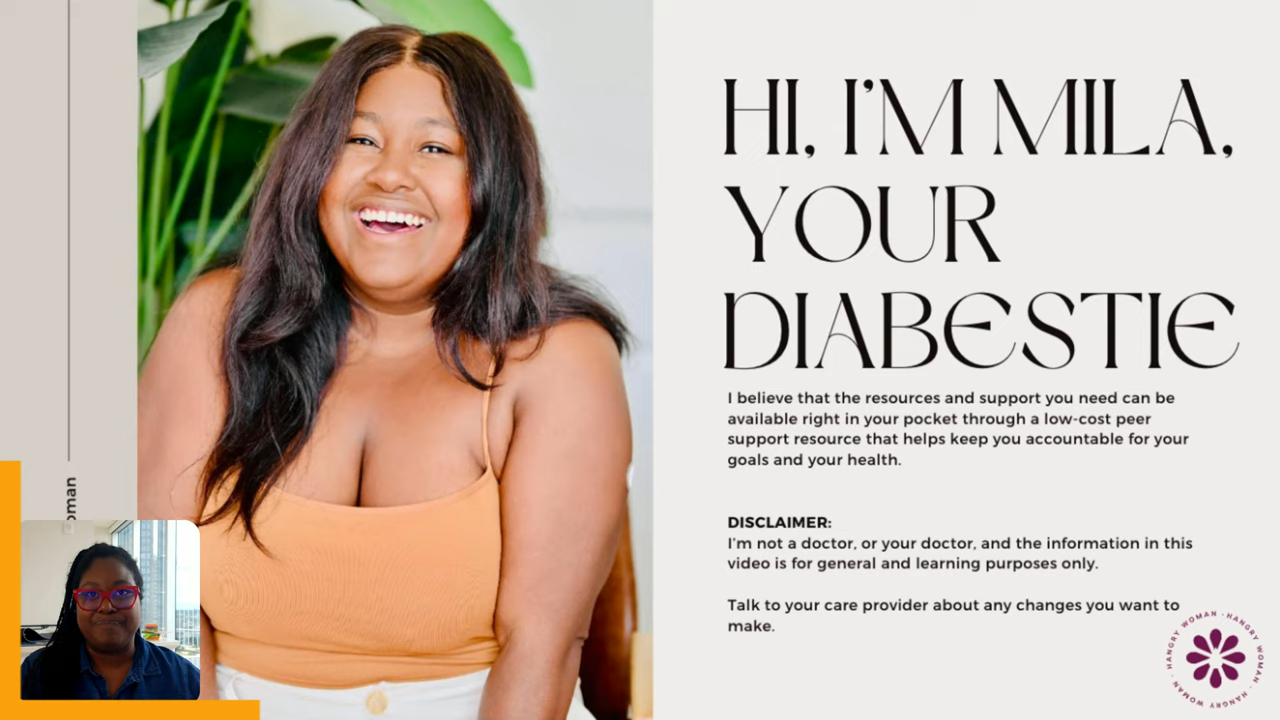 HI, I'M MILA,
YOUR
DIABESTIE
I believe that the resources and support you need can be
available right in your pocket through a low-cost peer
support resource that helps keep you accountable for your
goals and your health.
DISCLAIMER:
I'm not a doctor, or your doctor, and the information in this
video is for general and learning purposes only.
Talk to your care provider about any changes you want to
make.
oman
HANGRY WOMAN · HANGRY WOMAN · HANGRY WOMAN ·